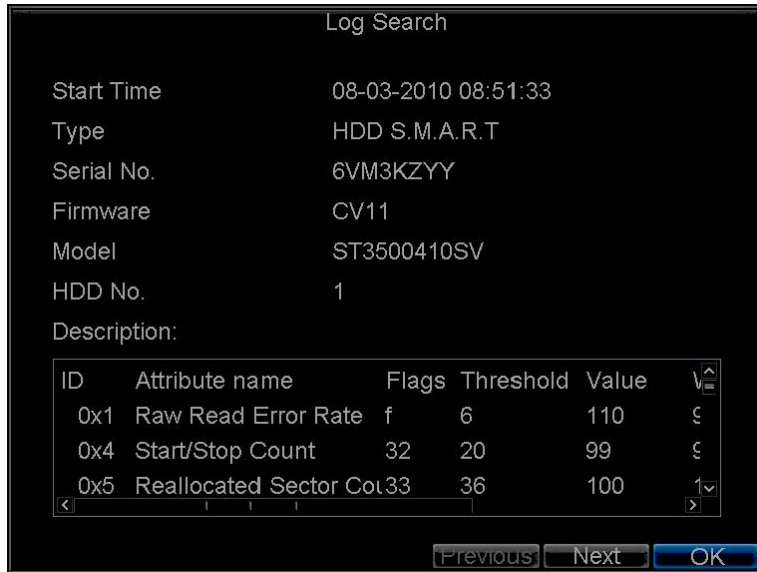 Log Search
Start Time 08-03-2010 08:51:33
Type HDD S.M.A.R.T
Serial No. 6VM3KZYY
Firmware CV11
Model ST3500410SV
HDD No. 1
Description:
ID Attribute name Flags Threshold Value
0x1 Raw Read Error Rate f 6 110
0x4 Start/Stop Count 32 20 99
0x5 Reallocated Sector Cou 33 36 100
Previous Next OK